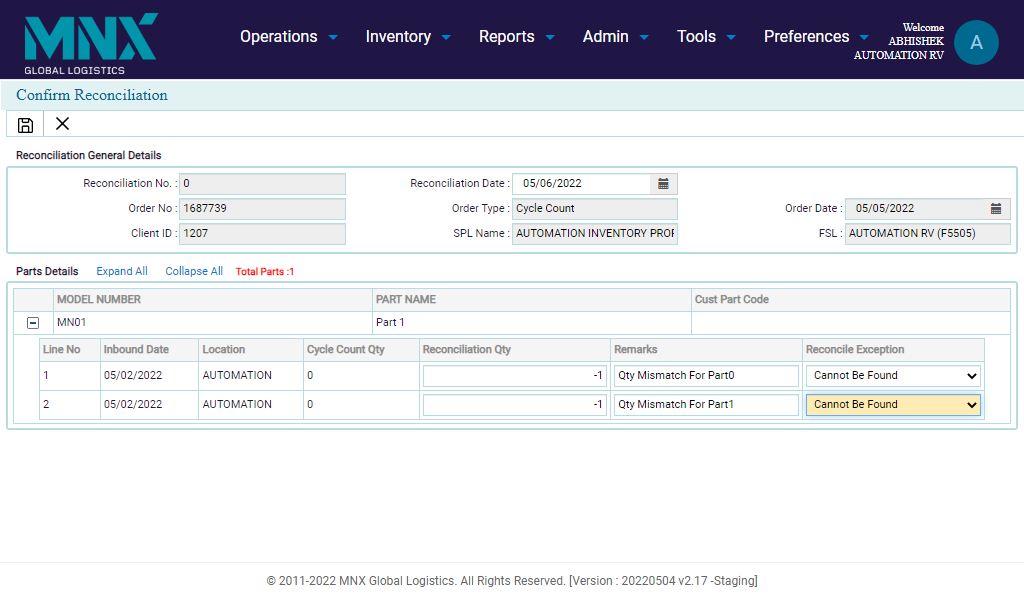 MNX
GLOBAL LOGISTICS
Operations Inventory Reports Admin Tools Preferences
Welcome
ABHISHEK
AUTOMATION RV
A
Confirm Reconciliation
Reconciliation General Details
Reconciliation No. : 0 Reconciliation Date : 05/06/2022
Order No : 1687739 Order Type : Cycle Count Order Date : 05/05/2022
Client ID : 1207 SPL Name : AUTOMATION INVENTORY PROF FSL : AUTOMATION RV (F5505)
Parts Details Expand All Collapse All Total Parts :1
MODEL NUMBER PART NAME Cust Part Code
MN01 Part 1
Line No Inbound Date Location Cycle Count Qty Reconciliation Qty Remarks Reconcile Exception
1 05/02/2022 AUTOMATION 0 -1 Qty Mismatch For Part0 Cannot Be Found
2 05/02/2022 AUTOMATION 0 -1 Qty Mismatch For Part1 Cannot Be Found
© 2011-2022 MNX Global Logistics. All Rights Reserved. [Version : 20220504 v2.17 -Staging]